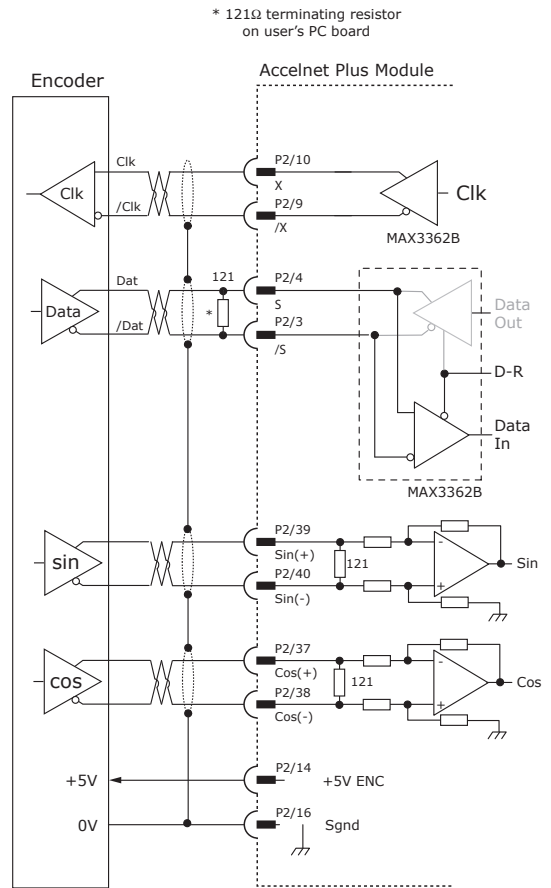 * 121Ω terminating resistor
on user's PC board
Encoder
Accelnet Plus Module
Clk
Clk
/Clk
P2/10
X
P2/9
/X
Clk
MAX3362B
Data
Dat
/Dat
121
*
P2/4
S
P2/3
/S
Data
Out
D-R
Data
In
MAX3362B
sin
P2/39
Sin(+)
P2/40
Sin(-)
121
-
+
Sin
cos
P2/37
Cos(+)
P2/38
Cos(-)
121
-
+
Cos
+5V
P2/14
+5V ENC
0V
P2/16
Sgnd